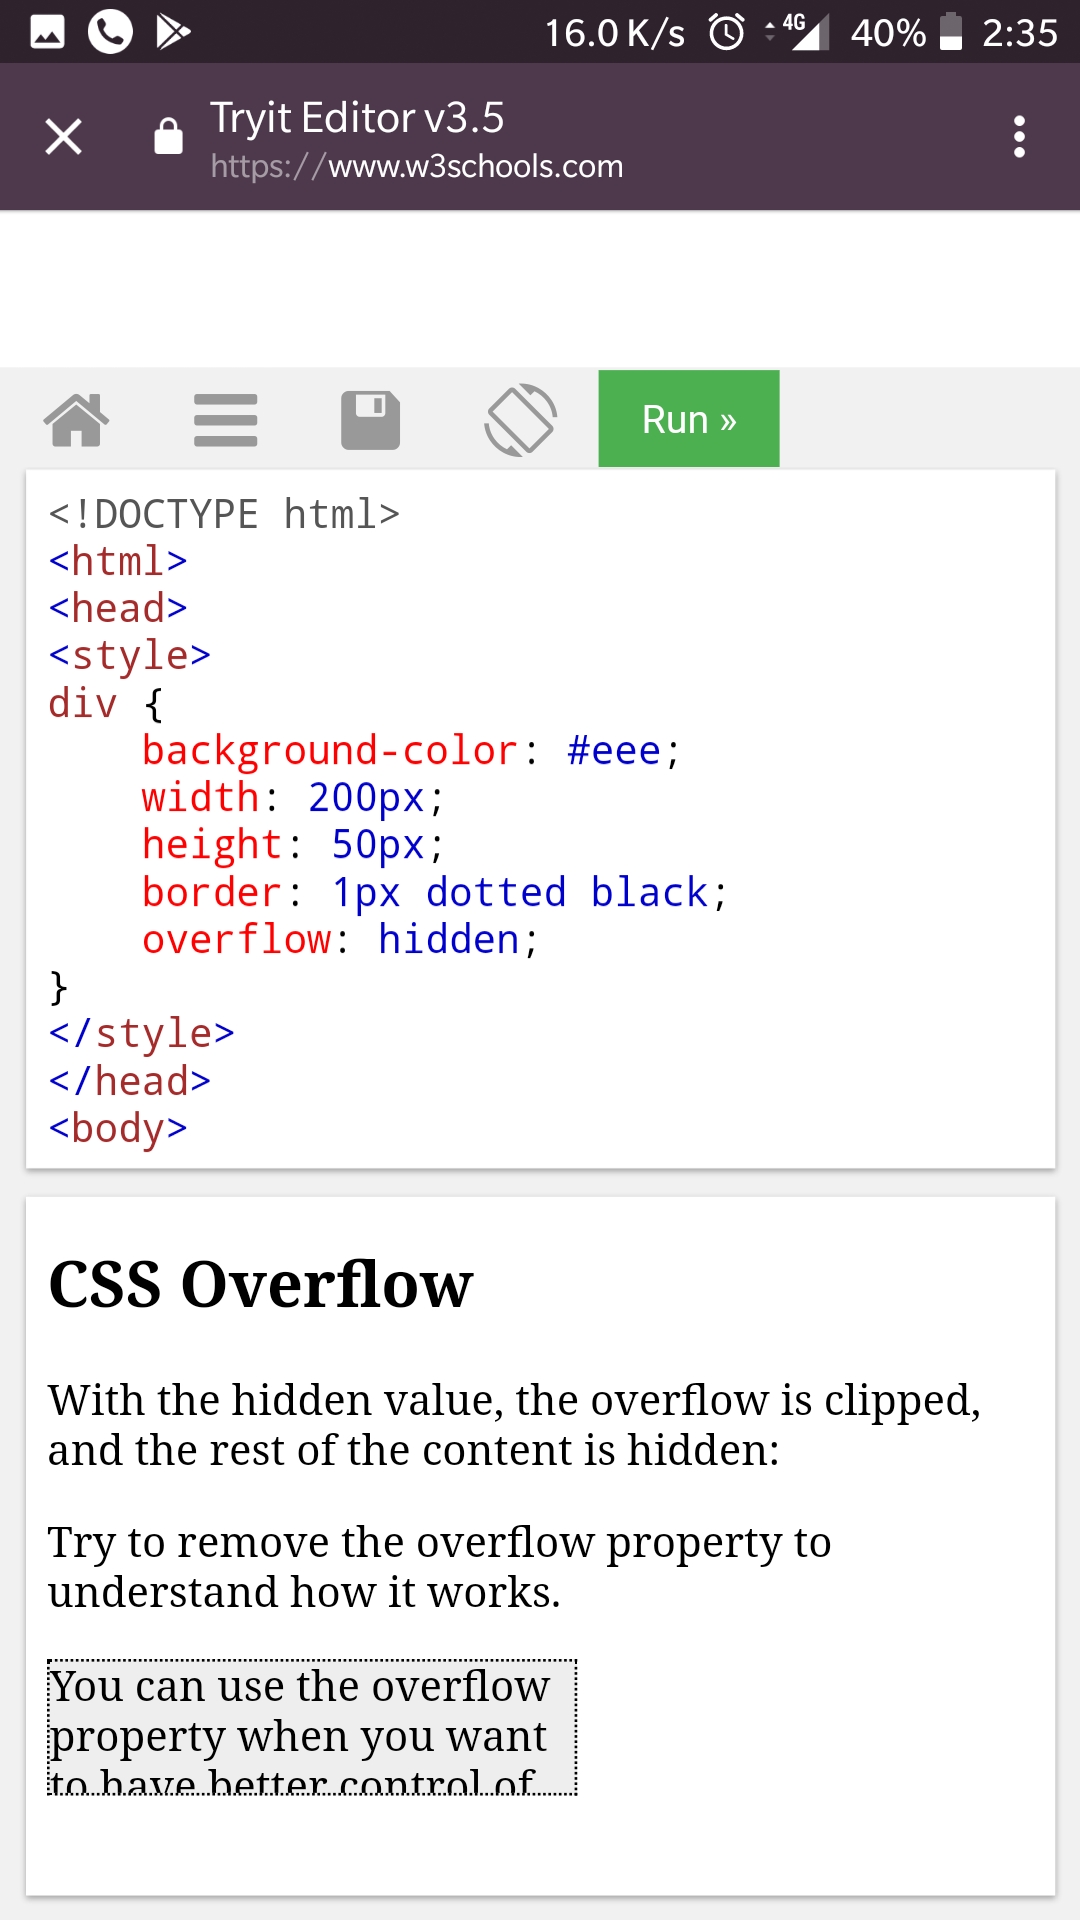 16.0 K/s 4G 40% 2:35
Tryit Editor v3.5
https://www.w3schools.com
Run »
<!DOCTYPE html>
<html>
<head>
<style>
div {
    background-color: #eee;
    width: 200px;
    height: 50px;
    border: 1px dotted black;
    overflow: hidden;
}
</style>
</head>
<body>
CSS Overflow
With the hidden value, the overflow is clipped,
and the rest of the content is hidden:
Try to remove the overflow property to
understand how it works.
You can use the overflow
property when you want
to have better control of